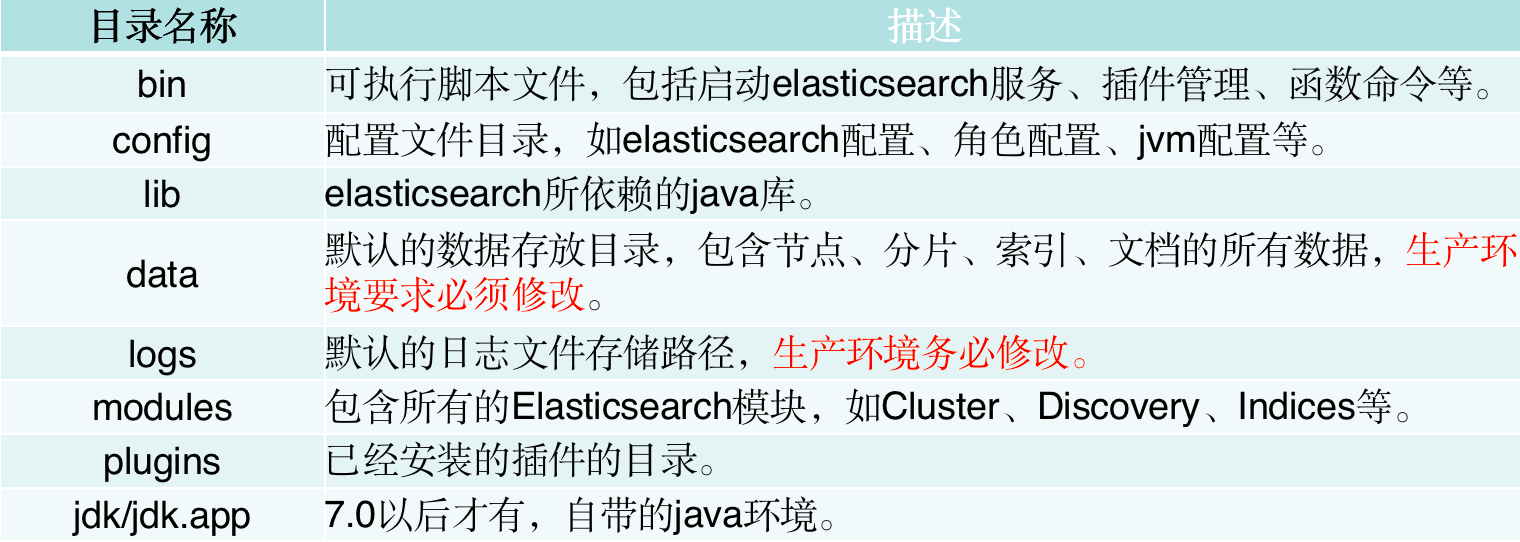 目录名称 描述
bin 可执行脚本文件，包括启动elasticsearch服务、插件管理、函数命令等。
config 配置文件目录，如elasticsearch配置、角色配置、jvm配置等。
lib elasticsearch所依赖的java库。
data 默认的数据存放目录，包含节点、分片、索引、文档的所有数据，生产环
境要求必须修改。
logs 默认的日志文件存储路径，生产环境务必修改。
modules 包含所有的Elasticsearch模块，如Cluster、Discovery、Indices等。
plugins 已经安装的插件的目录。
jdk/jdk.app 7.0以后才有，自带的java环境。